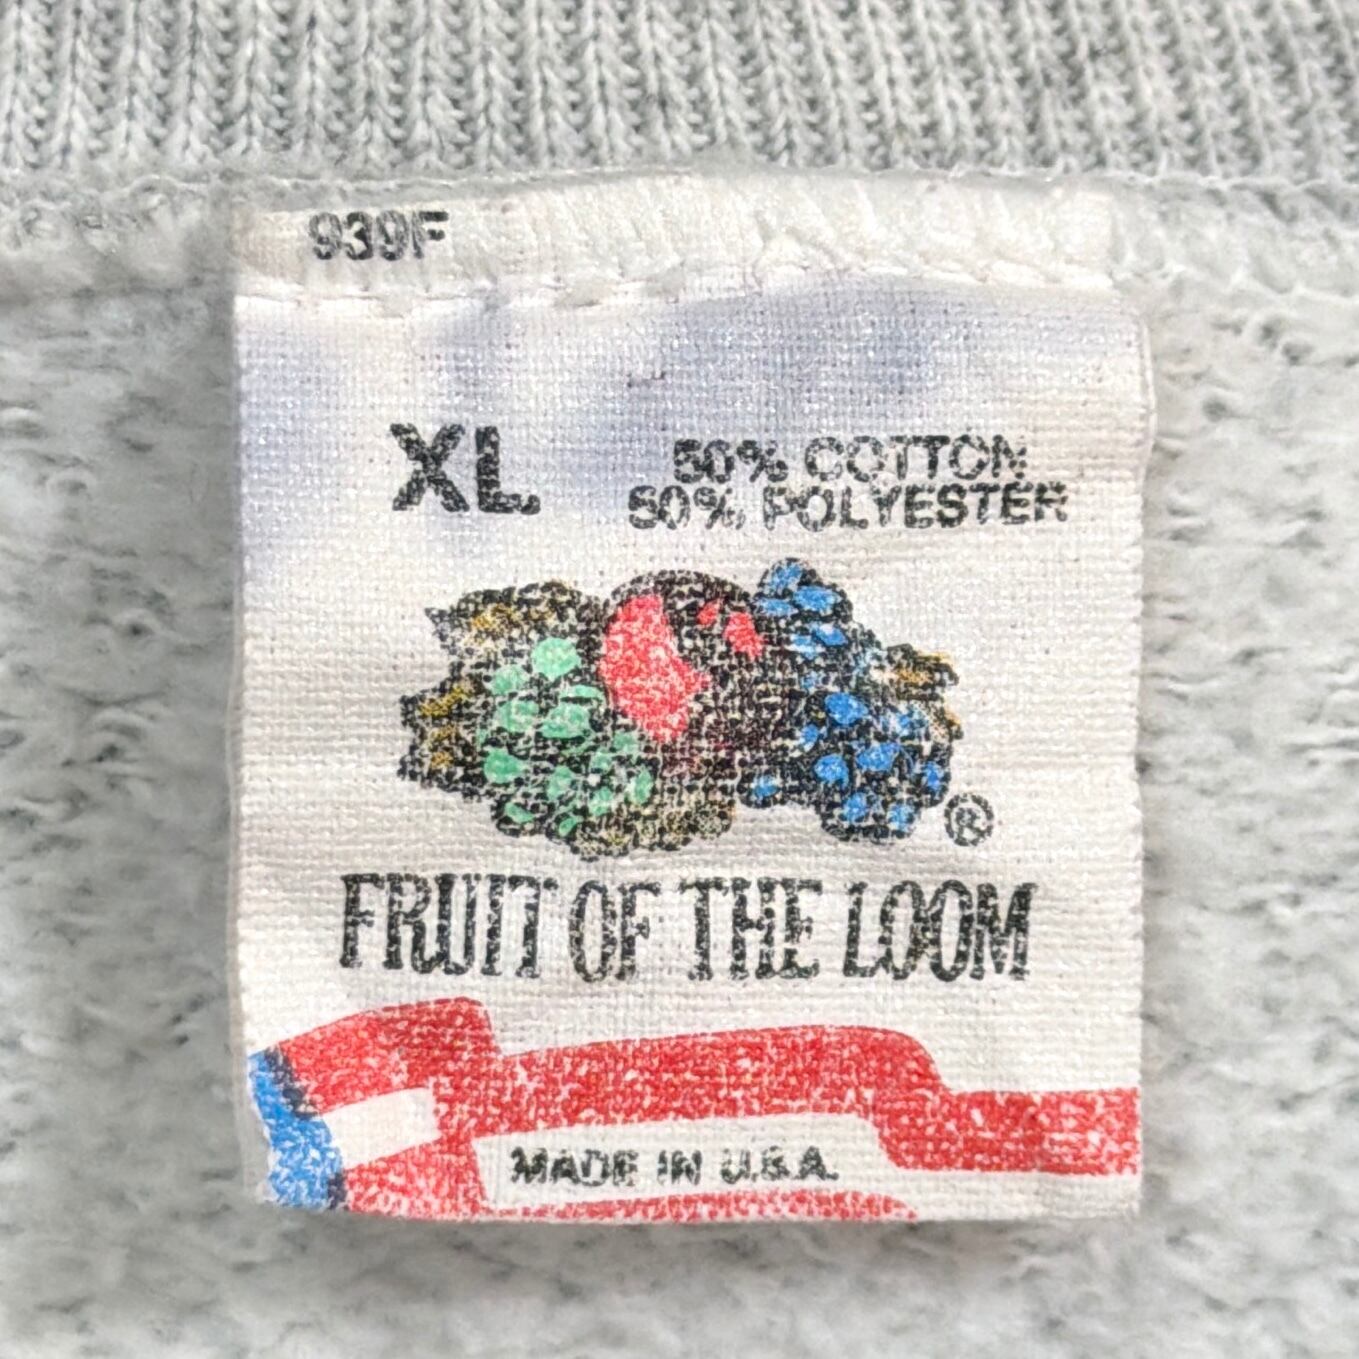 939F
XL
50% COTTON
50% POLYESTER
®
FRUIT OF THE LOOM
MADE IN U.S.A.